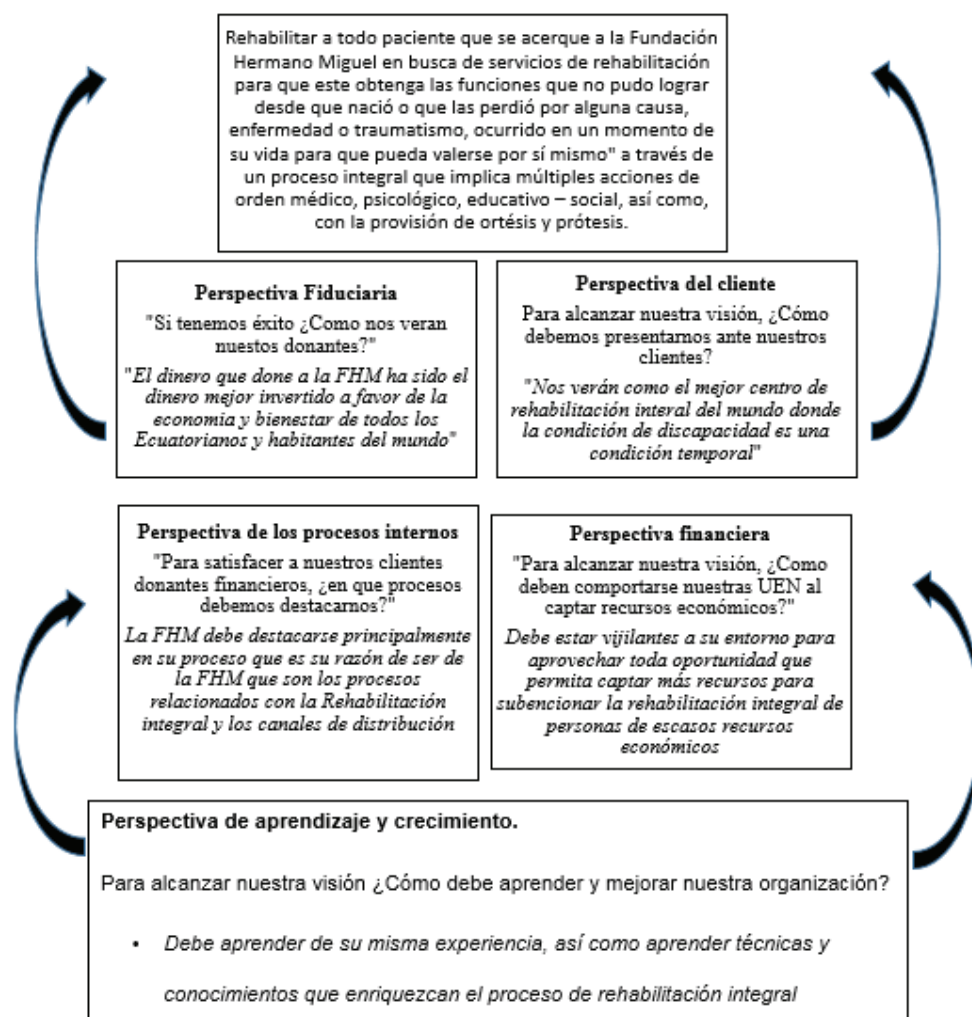 Rehabilitar a todo paciente que se acerque a la Fundación
Hermano Miguel en busca de servicios de rehabilitación
para que este obtenga las funciones que no pudo lograr
desde que nació o que las perdió por alguna causa,
enfermedad o traumatismo, ocurrido en un momento de
su vida para que pueda valerse por sí mismo" a través de
un proceso integral que implica múltiples acciones de
orden médico, psicológico, educativo – social, así como,
con la provisión de ortésis y prótesis.
Perspectiva Fiduciaria
"Si tenemos éxito ¿Como nos veran
nuestos donantes?"
"El dinero que done a la FHM ha sido el
dinero mejor invertido a favor de la
economia y bienestar de todos los
Ecuatorianos y habitantes del mundo"
Perspectiva del cliente
Para alcanzar nuestra visión, ¿Cómo
debemos presentarnos ante nuestros
clientes?
"Nos verán como el mejor centro de
rehabilitación interal del mundo donde
la condición de discapacidad es una
condición temporal"
Perspectiva de los procesos internos
"Para satisfacer a nuestros clientes
donantes financieros, ¿en que procesos
debemos destacarnos?"
La FHM debe destacarse principalmente
en su proceso que es su razón de ser de
la FHM que son los procesos
relacionados con la Rehabilitación
integral y los canales de distribución
Perspectiva financiera
"Para alcanzar nuestra visión, ¿Como
deben comportarse nuestras UEN al
captar recursos económicos?"
Debe estar vijilantes a su entorno para
aprovechar toda oportunidad que
permita captar más recursos para
subencionar la rehabilitación integral de
personas de escasos recursos
económicos
Perspectiva de aprendizaje y crecimiento.
Para alcanzar nuestra visión ¿Cómo debe aprender y mejorar nuestra organización?
• Debe aprender de su misma experiencia, así como aprender técnicas y
conocimientos que enriquezcan el proceso de rehabilitación integral